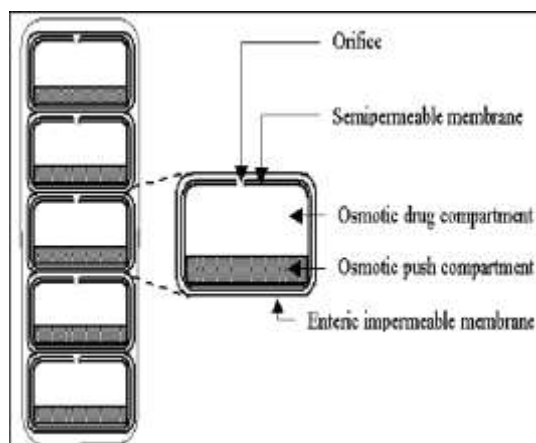 Orifice
Semipermeable membrane
Osmotic drug compartment
Osmotic push compartment
Enteric impermeable membrane